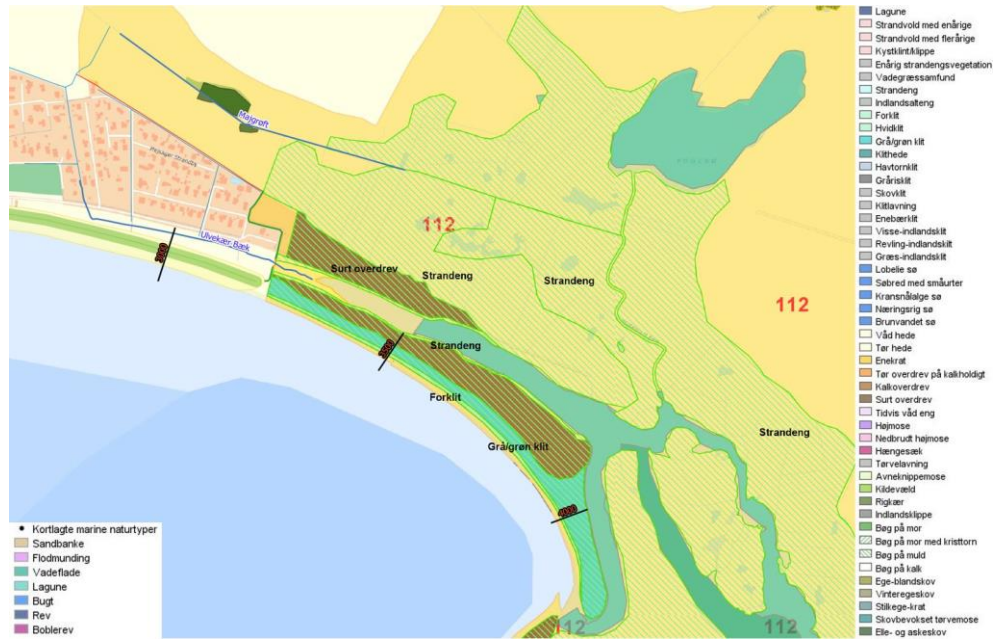 Møjgrøft
Ulvekær Bæk
3000
112
Surt overdrev
Strandeng
Strandeng
112
3500
Strandeng
Forklit
Strandeng
Grå/grøn klit
4000
112
112
Kortlagte marine naturtyper
Sandbanke
Flodmunding
Vadeflade
Lagune
Bugt
Rev
Boblerev
Lagune
Strandvold med enårige
Strandvold med flerårige
Kystklint/klippe
Enårig strandengsvegetation
Vadegræssamfund
Strandeng
Indlandsalteng
Forklit
Hvidklit
Grå/grøn klit
Klithede
Havtornklit
Grårisklit
Skovklit
Klitlavning
Enebærklit
Visse-indlandsklit
Revling-indlandsklit
Græs-indlandsklit
Lobelie sø
Søbred med småurter
Kransnålalge sø
Næringsrig sø
Brunvandet sø
Våd hede
Tør hede
Enekrat
Tør overdrev på kalkholdigt
Kalkoverdrev
Surt overdrev
Tidvis våd eng
Højmose
Nedbrudt højmose
Hængesæk
Tørvelavning
Avneknippemose
Kildevæld
Rigkær
Indlandsklippe
Bøg på mor
Bøg på mor med kristtorn
Bøg på muld
Bøg på kalk
Ege-blandskov
Vinteregeskov
Stilkege-krat
Skovbevokset tørvemose
Elle- og askeskov